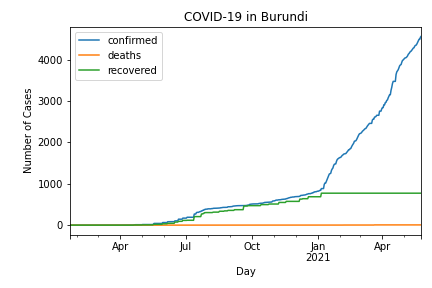 COVID-19 in Burundi
confirmed
deaths
recovered
Number of Cases
4000
3000
2000
1000
0
Apr
Jul
Oct
Jan
2021
Apr
Day